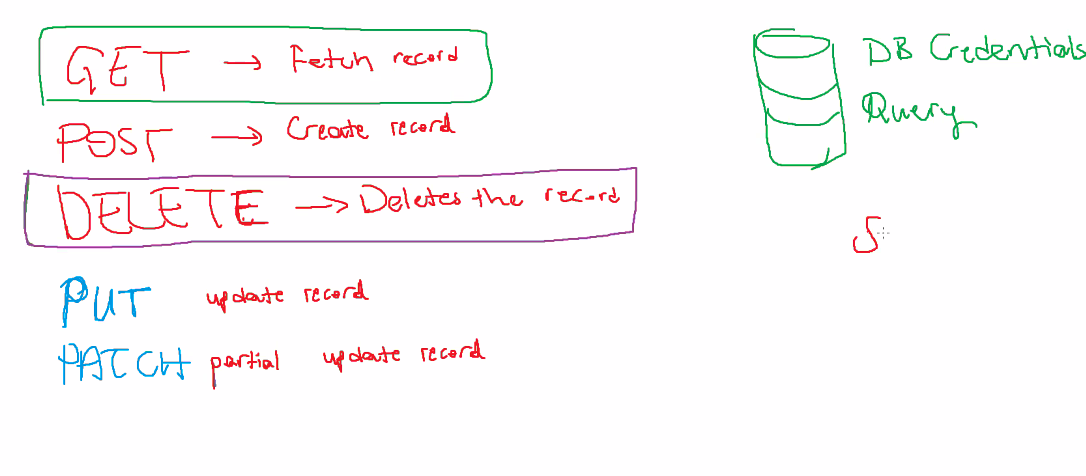 GET → Fetch record
POST → Create record
DELETE → Deletes the record
PUT update record
PATCH partial update record
DB Credentials
Query
S